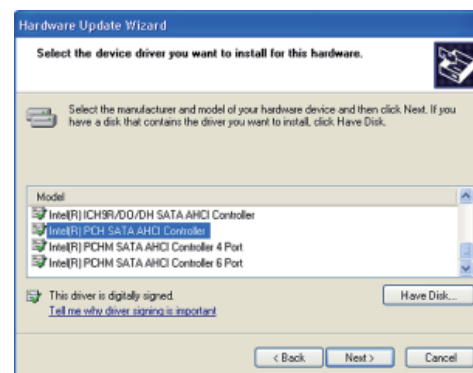 Hardware Update Wizard
Select the device driver you want to install for this hardware.
Select the manufacturer and model of your hardware device and then click Next. If you
have a disk that contains the driver you want to install, click Have Disk.
Model
Intel(R) ICH9R/DO/DH SATA AHCI Controller
Intel(R) PCH SATA AHCI Controller
Intel(R) PCHM SATA AHCI Controller 4 Port
Intel(R) PCHM SATA AHCI Controller 6 Port
This driver is digitally signed.
Tell me why driver signing is important
Have Disk...
< Back
Next >
Cancel